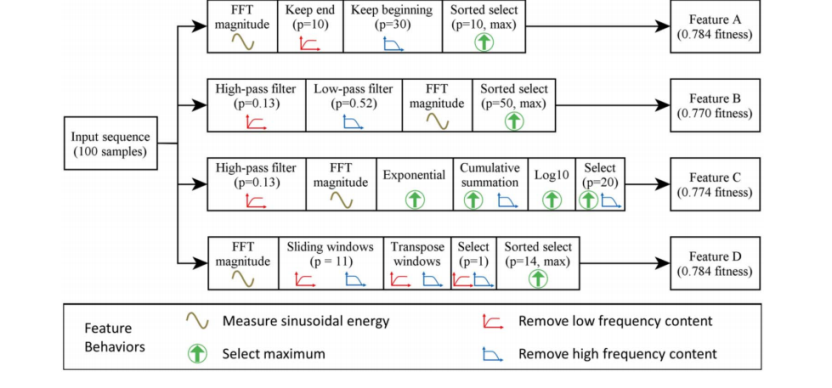 FFT
magnitude
Keep end
(p=10)
Keep beginning
(p=30)
Sorted select
(p=10, max)
Feature A
(0.784 fitness)
High-pass filter
(p=0.13)
Low-pass filter
(p=0.52)
FFT
magnitude
Sorted select
(p=50, max)
Feature B
(0.770 fitness)
Input sequence
(100 samples)
High-pass filter
(p=0.13)
FFT
magnitude
Exponential
Cumulative
summation
Log10
Select
(p=20)
Feature C
(0.774 fitness)
FFT
magnitude
Sliding windows
(p = 11)
Transpose
windows
Select
(p=1)
Sorted select
(p=14, max)
Feature D
(0.784 fitness)
Feature
Behaviors
Measure sinusoidal energy
Remove low frequency content
Select maximum
Remove high frequency content